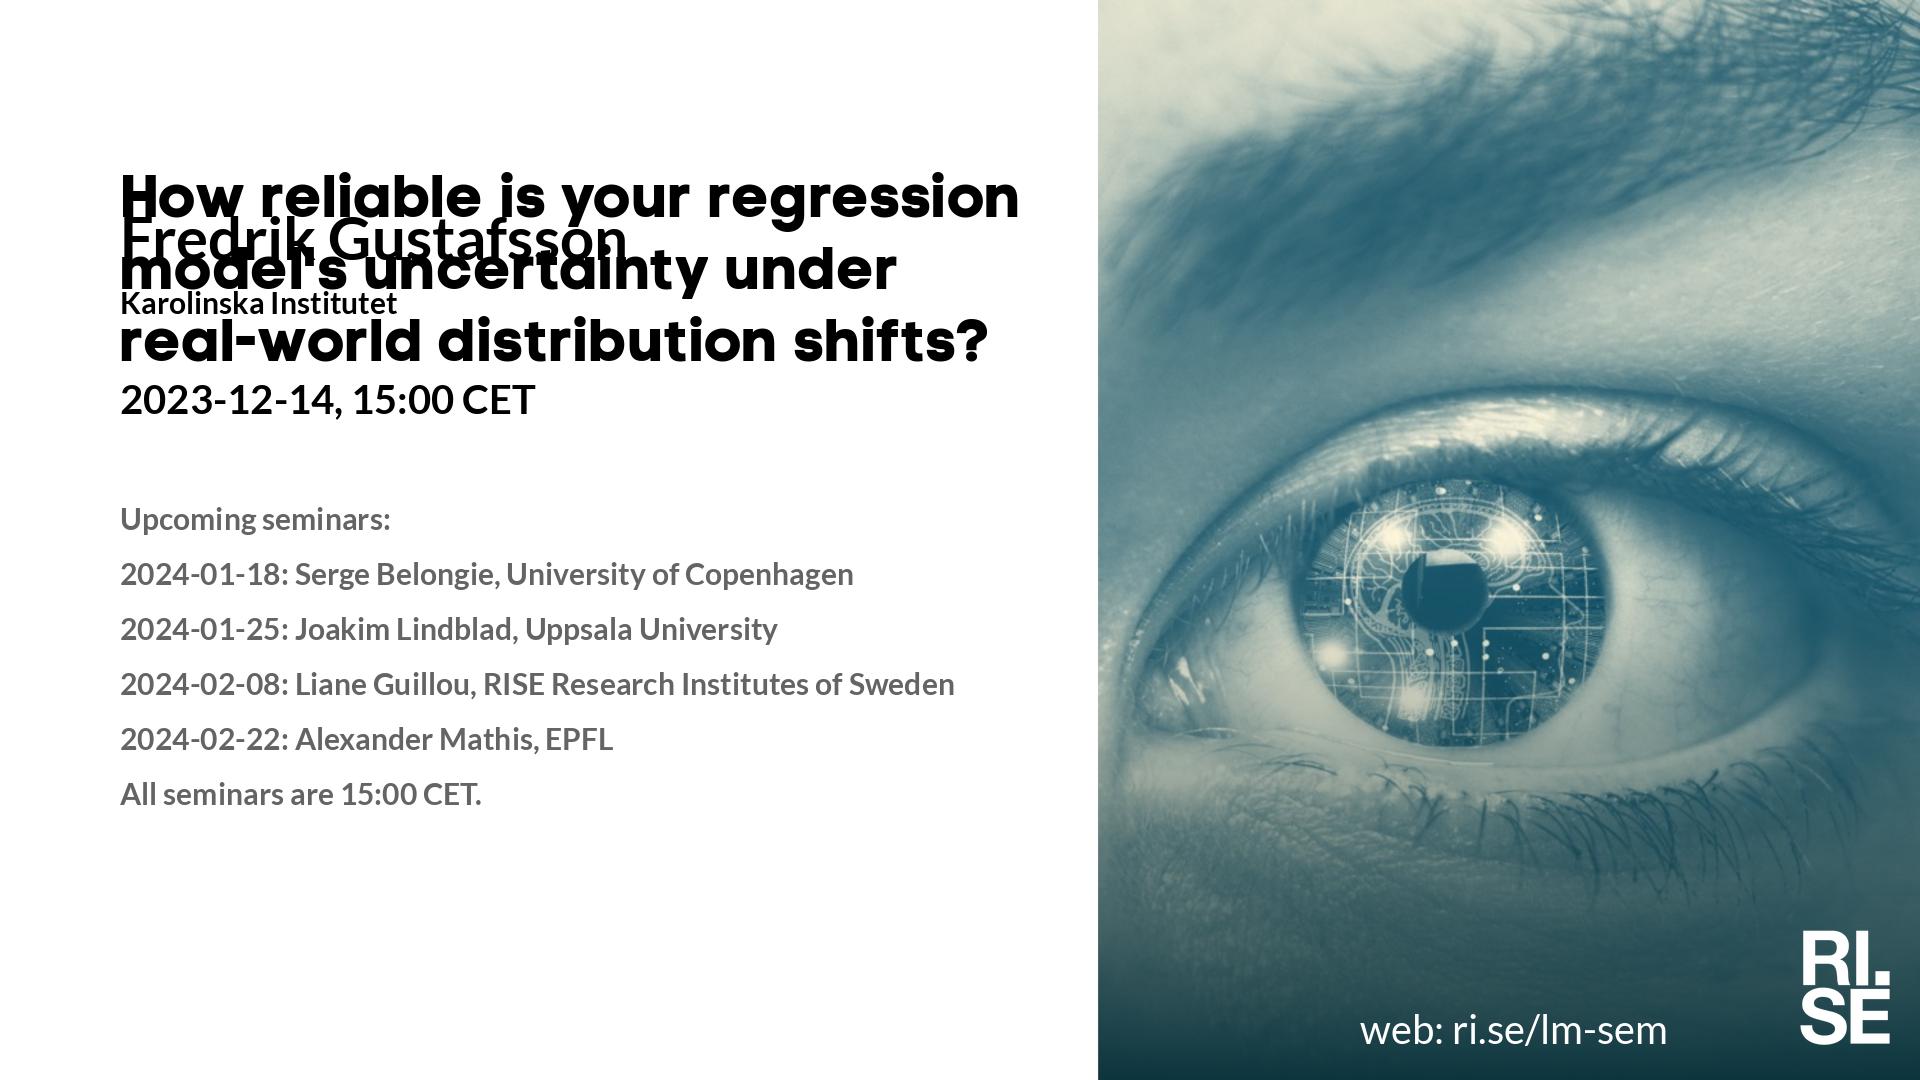 How reliable is your regression
Fredrik Gustafsson
model's uncertainty under
Karolinska Institutet
real-world distribution shifts?
2023-12-14, 15:00 CET
Upcoming seminars:
2024-01-18: Serge Belongie, University of Copenhagen
2024-01-25: Joakim Lindblad, Uppsala University
2024-02-08: Liane Guillou, RISE Research Institutes of Sweden
2024-02-22: Alexander Mathis, EPFL
All seminars are 15:00 CET.
web: ri.se/lm-sem
RI.
SE